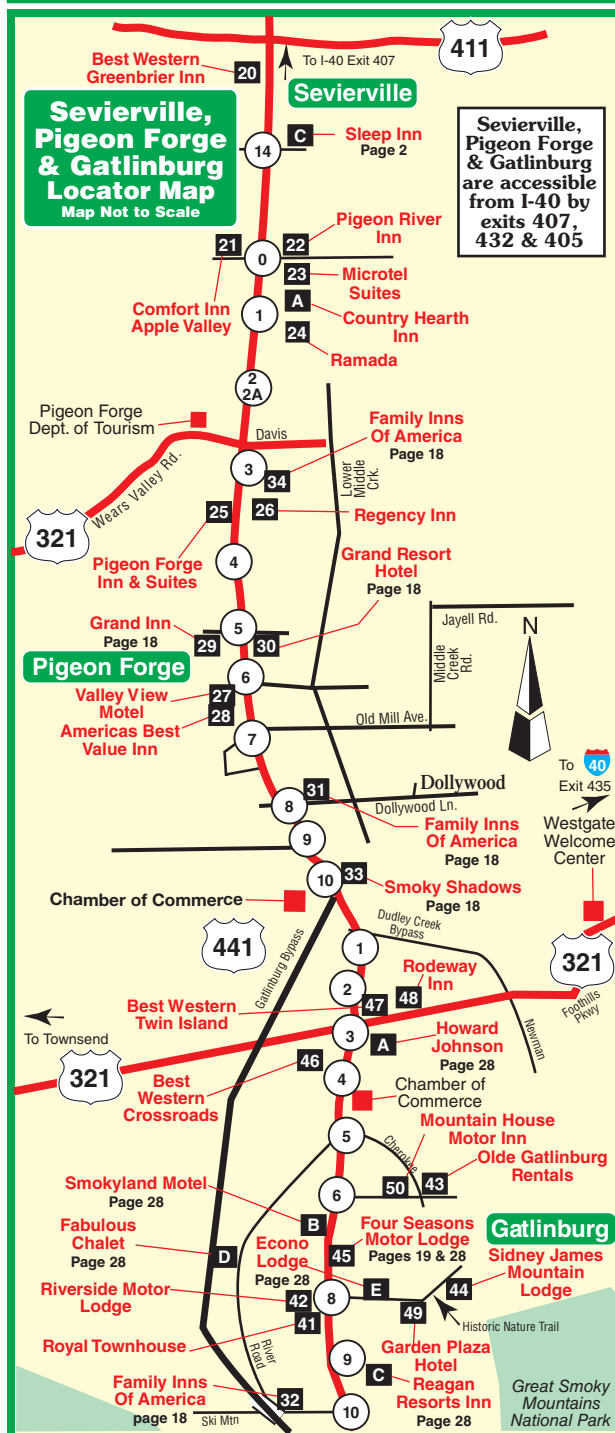 411
Best Western
Greenbrier Inn
20
To I-40 Exit 407
Sevierville
Sevierville,
Pigeon Forge
& Gatlinburg
Locator Map
Map Not to Scale
Sevierville,
Pigeon Forge
& Gatlinburg
are accessible
from I-40 by
exits 407,
432 & 405
14
C
Sleep Inn
Page 2
21
22
Pigeon River
Inn
0
23
Microtel
Suites
Comfort Inn
Apple Valley
1
A
Country Hearth
Inn
24
Ramada
2
2A
Pigeon Forge
Dept. of Tourism
Davis
Wears Valley Rd.
321
3
34
Family Inns
Of America
Page 18
Lower
Middle
Crk.
25
26
Regency Inn
Pigeon Forge
Inn & Suites
4
Grand Resort
Hotel
Page 18
Grand Inn
Page 18
29
5
30
Jayell Rd.
Middle
Creek
Rd.
N
Pigeon Forge
6
Valley View
Motel
27
28
Americas Best
Value Inn
7
Old Mill Ave.
To 40
Exit 435
8
31
Dollywood
Dollywood Ln.
Family Inns
Of America
Page 18
Westgate
Welcome
Center
9
10
33
Smoky Shadows
Page 18
Chamber of Commerce
441
Gatlinburg Bypass
1
Dudley Creek
Bypass
321
Foothills
Pkwy
Newman
2
Rodeway
Inn
47
48
Best Western
Twin Island
To Townsend
321
3
A
Howard
Johnson
Page 28
46
Best
Western
Crossroads
4
Chamber of
Commerce
5
Cherokee
Mountain House
Motor Inn
Olde Gatlinburg
Rentals
50
43
6
Smokyland Motel
Page 28
B
Fabulous
Chalet
Page 28
D
Econo
Lodge
Page 28
45
Four Seasons
Motor Lodge
Pages 19 & 28
Gatlinburg
Sidney James
Mountain
Lodge
44
E
Riverside Motor
Lodge
42
8
41
49
Historic Nature Trail
Royal Townhouse
River
Road
Garden Plaza
Hotel
9
C
Reagan
Resorts Inn
Page 28
Family Inns
Of America
page 18
32
Ski Mtn
10
Great Smoky
Mountains
National Park